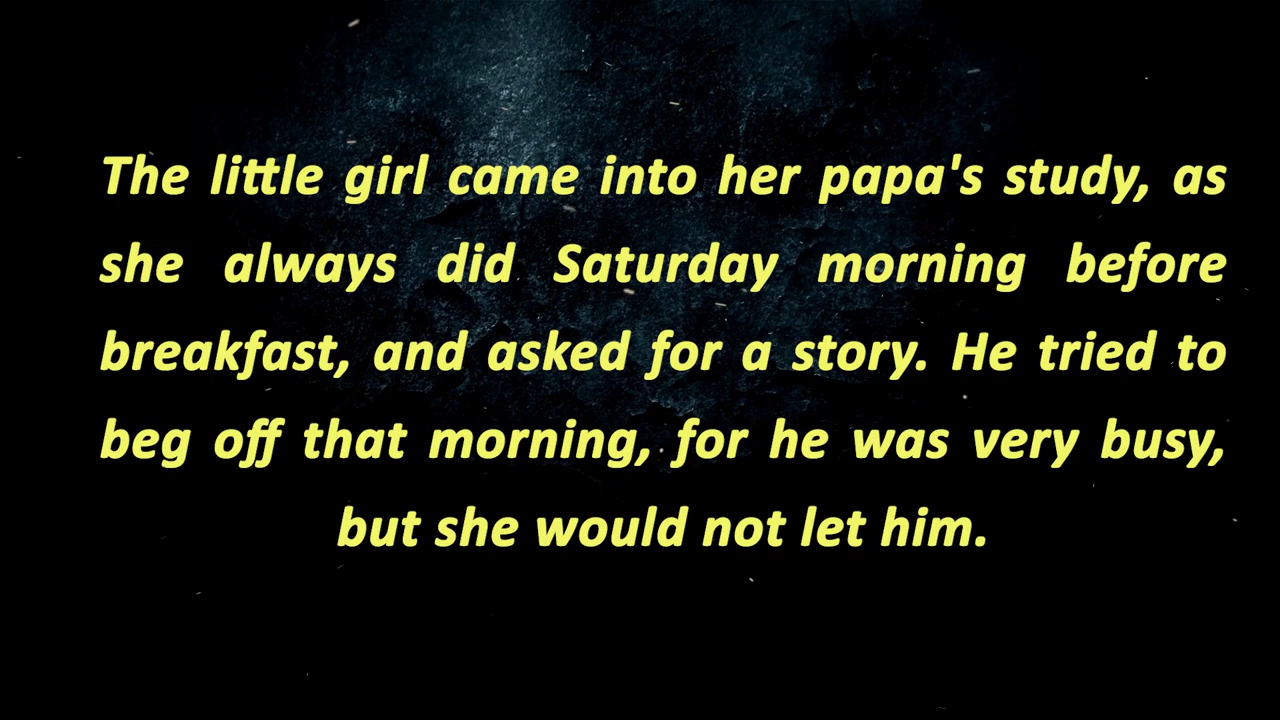 The little girl came into her papa's study, as
she always did Saturday morning before
breakfast, and asked for a story. He tried to
beg off that morning, for he was very busy,
but she would not let him.